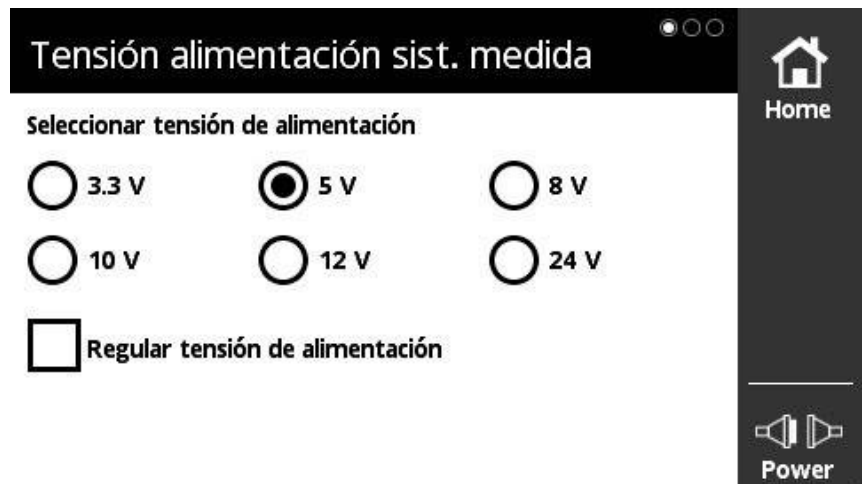 Tensión alimentación sist. medida
Home
Seleccionar tensión de alimentación
3.3 V 5 V 8 V
10 V 12 V 24 V
Regular tensión de alimentación
Power